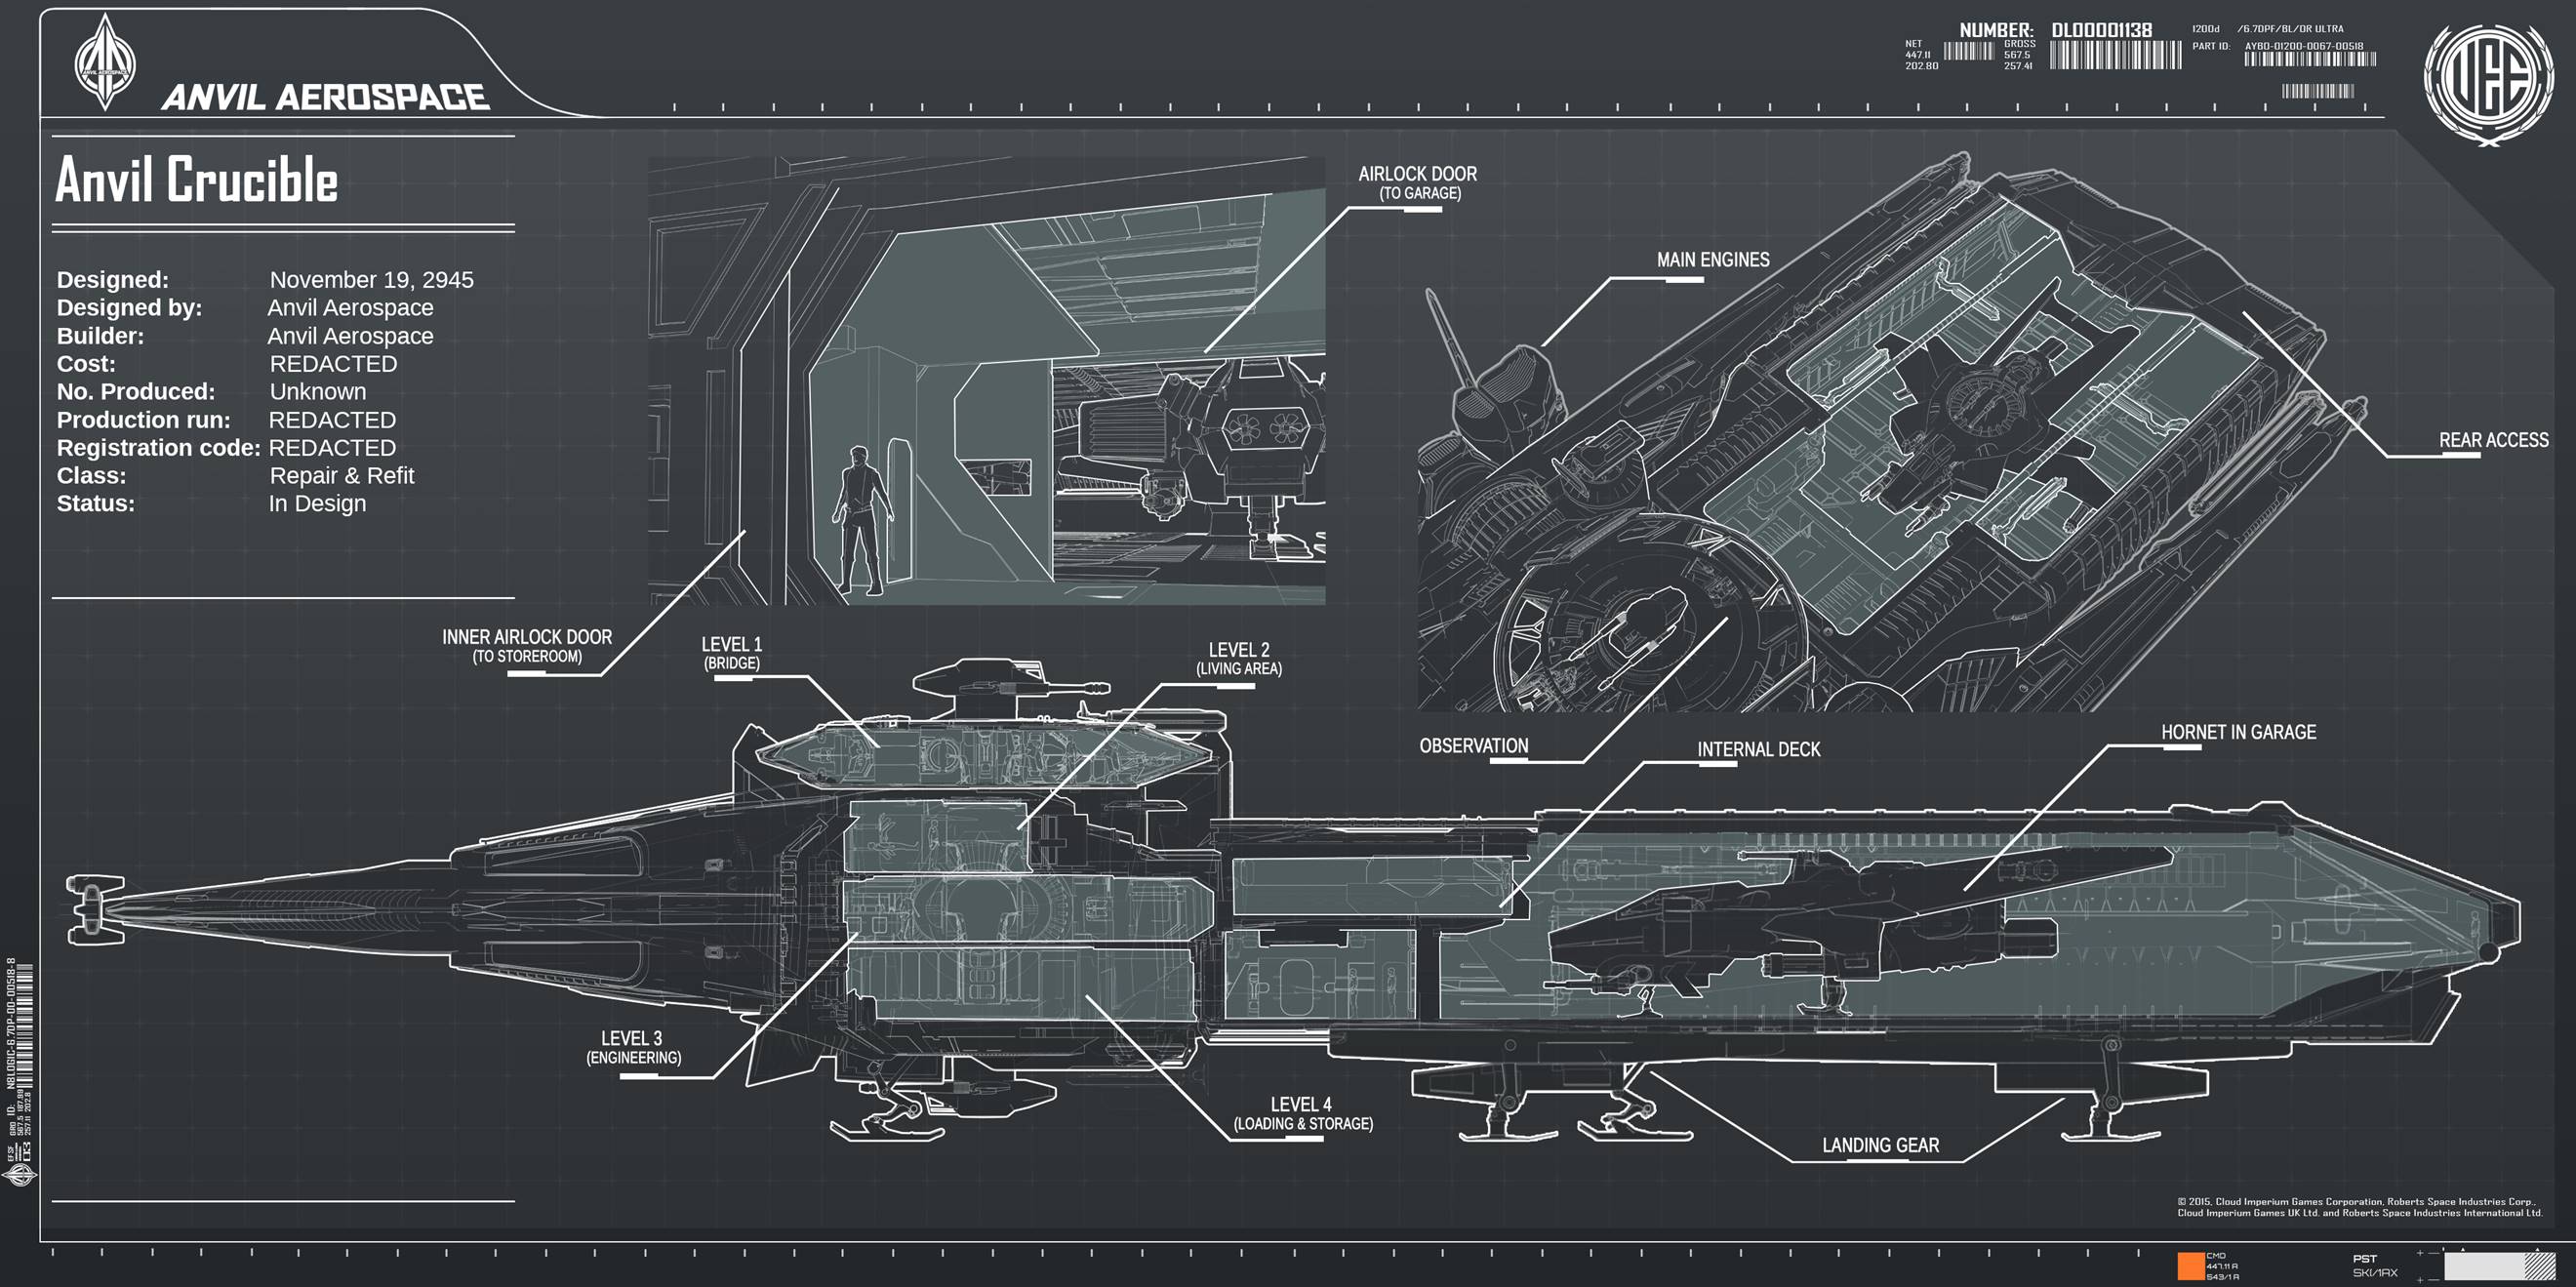 ANVIL AEROSPACE
ANVIL AEROSPACE
NUMBER: DL00001138
NET
447.11
202.80
GROSS
567.5
257.41
1200d /6.7DPF/BL/DR ULTRA
PART ID: AY60-01200-0067-00518
UEE
Anvil Crucible
Designed: November 19, 2945
Designed by: Anvil Aerospace
Builder: Anvil Aerospace
Cost: REDACTED
No. Produced: Unknown
Production run: REDACTED
Registration code: REDACTED
Class: Repair & Refit
Status: In Design
AIRLOCK DOOR
(TO GARAGE)
MAIN ENGINES
REAR ACCESS
INNER AIRLOCK DOOR
(TO STOREROOM)
LEVEL 1
(BRIDGE)
LEVEL 2
(LIVING AREA)
OBSERVATION
INTERNAL DECK
HORNET IN GARAGE
LEVEL 3
(ENGINEERING)
LEVEL 4
(LOADING & STORAGE)
LANDING GEAR
© 2015, Cloud Imperium Games Corporation, Roberts Space Industries Corp.,
Cloud Imperium Games UK Ltd. and Roberts Space Industries International Ltd.
CMD
447.11 A
543/1 A
PST